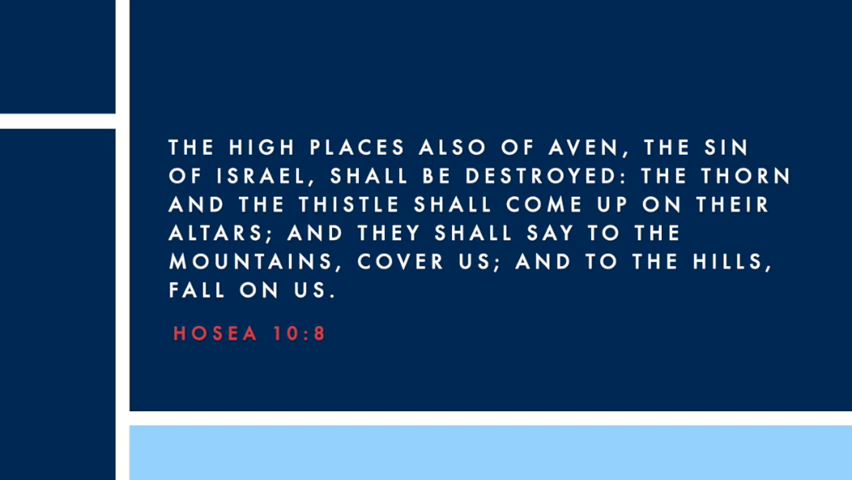 THE HIGH PLACES ALSO OF AVEN, THE SIN
OF ISRAEL, SHALL BE DESTROYED: THE THORN
AND THE THISTLE SHALL COME UP ON THEIR
ALTARS; AND THEY SHALL SAY TO THE
MOUNTAINS, COVER US; AND TO THE HILLS,
FALL ON US.
HOSEA 10:8